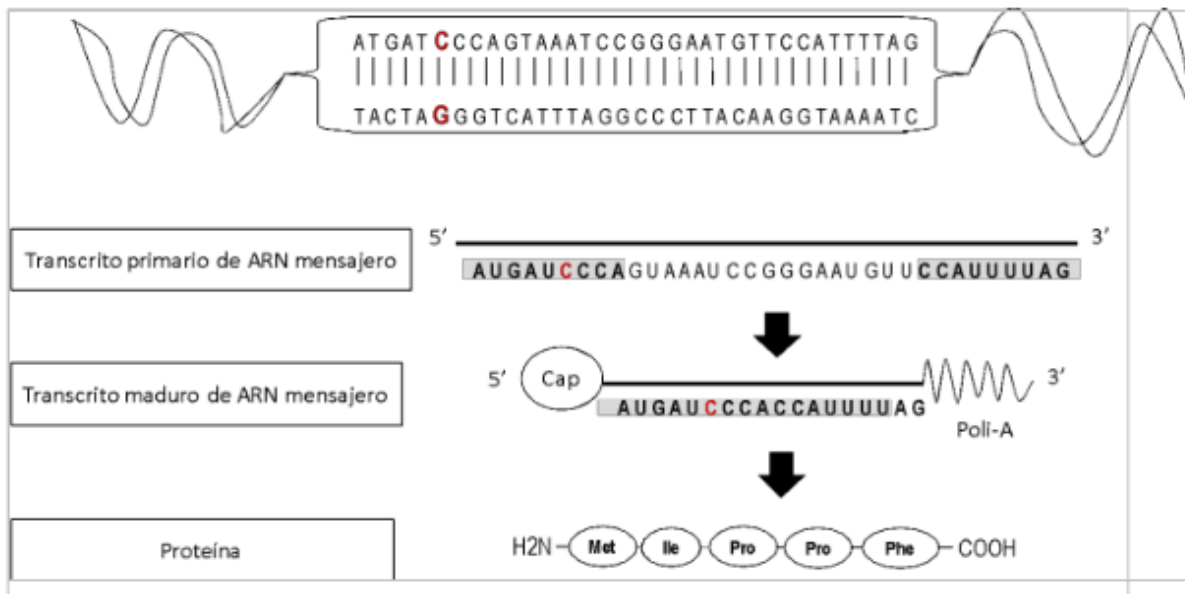 ATGATCCCAGTAAATCCGGGAATGTTCCATTTTAG
TACTAGGGTCATTTAGGCCCTTACAAGGTAAAATC
Transcrito primario de ARN mensajero
5' 3'
AUGAUCCCAGUAAAUCCGGGAAUGUUCCAUUUUAG
Transcrito maduro de ARN mensajero
5' Cap 3'
AUGAUCCCACCAUUUUAG
Poli-A
Proteína
H2N Met Ile Pro Pro Phe COOH